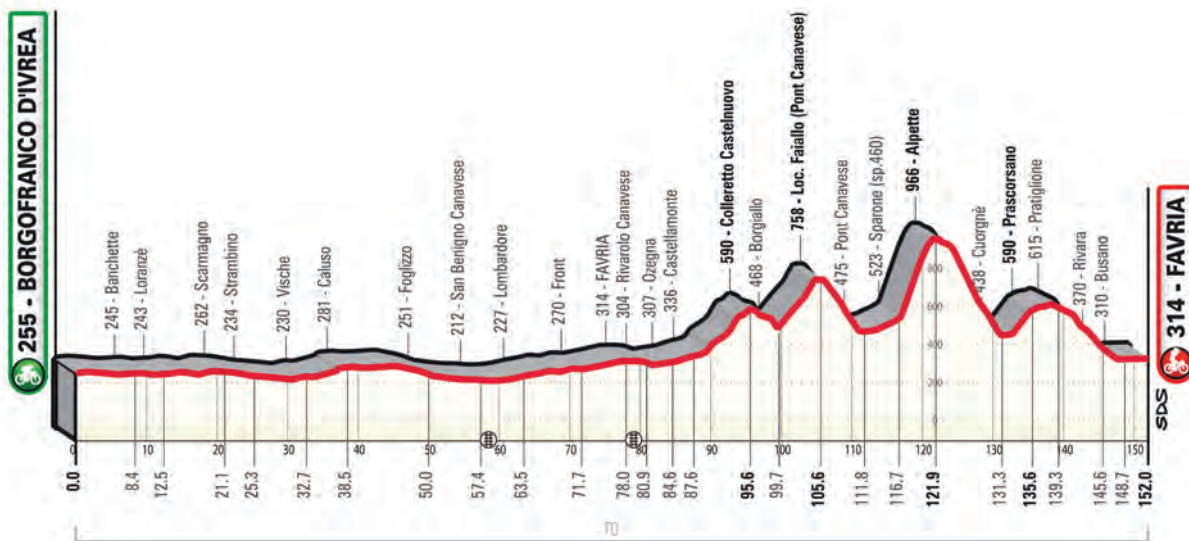 255 - BORGOFRANCO D'IVREA
245 - Banchette
243 - Loranzè
262 - Scarmagno
234 - Strambino
230 - Vische
281 - Caluso
251 - Foglizzo
212 - San Benigno Canavese
227 - Lombardore
270 - Front
314 - FAVRIA
304 - Rivarolo Canavese
307 - Ozegna
336 - Castellamonte
590 - Colleretto Castelnuovo
468 - Borgiallo
758 - Loc. Faiallo (Pont Canavese)
475 - Pont Canavese
523 - Sparone (sp.460)
966 - Alpette
438 - Cuorgnè
590 - Prascorsano
615 - Pratiglione
370 - Rivara
310 - Busano
314 - FAVRIA
800
600
400
200
0
SDS
0 10 20 30 40 50 60 70 80 90 100 110 120 130 140 150
0.0 8.4 12.5 21.1 25.3 32.7 38.5 50.0 57.4 63.5 71.7 78.0 80.9 84.6 87.6 95.6 99.7 105.6 111.8 116.7 121.9 131.3 135.6 139.3 145.6 148.7 152.0
TO